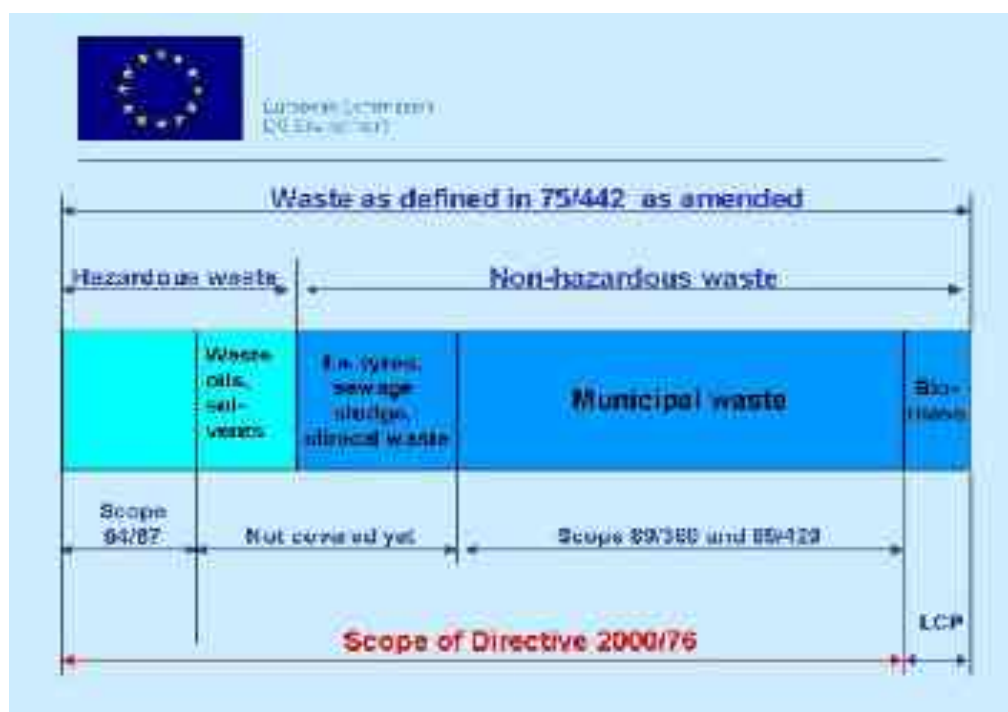 European Commission
Waste as defined in 75/442 as amended
Hazardous waste
Non-hazardous waste
Waste
oils,
sol-
vents
tyres,
sewage
sludge,
clinical waste
Municipal waste
Bio-
mass
Scope
94/67
Not covered yet
Scope 89/369 and 89/429
LCP
Scope of Directive 2000/76